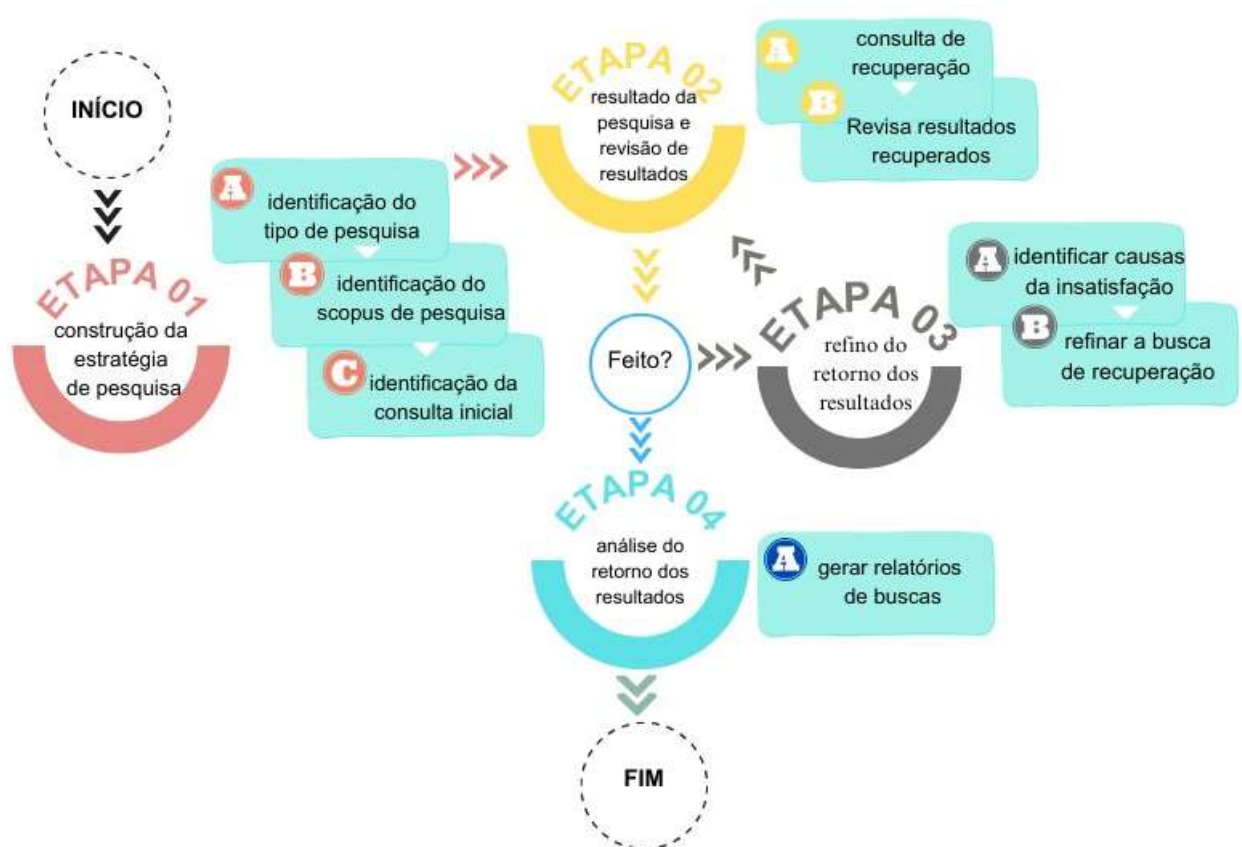 INÍCIO
ETAPA 01
construção da
estratégia
de pesquisa
A
identificação do
tipo de pesquisa
B
identificação do
scopus de pesquisa
C
identificação da
consulta inicial
ETAPA 02
resultado da
pesquisa e
revisão de
resultados
A
consulta de
recuperação
B
Revisa resultados
recuperados
Feito?
ETAPA 03
refino do
retorno dos
resultados
A
identificar causas
da insatisfação
B
refinar a busca
de recuperação
ETAPA 04
análise do
retorno dos
resultados
A
gerar relatórios
de buscas
FIM